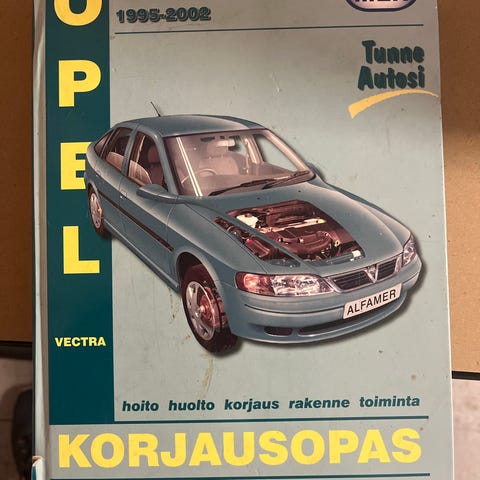 OPEL
1995-2002
Tunne
Autosi
ALFAMER
VECTRA
hoito huolto korjaus rakenne toiminta
KORJAUSOPAS